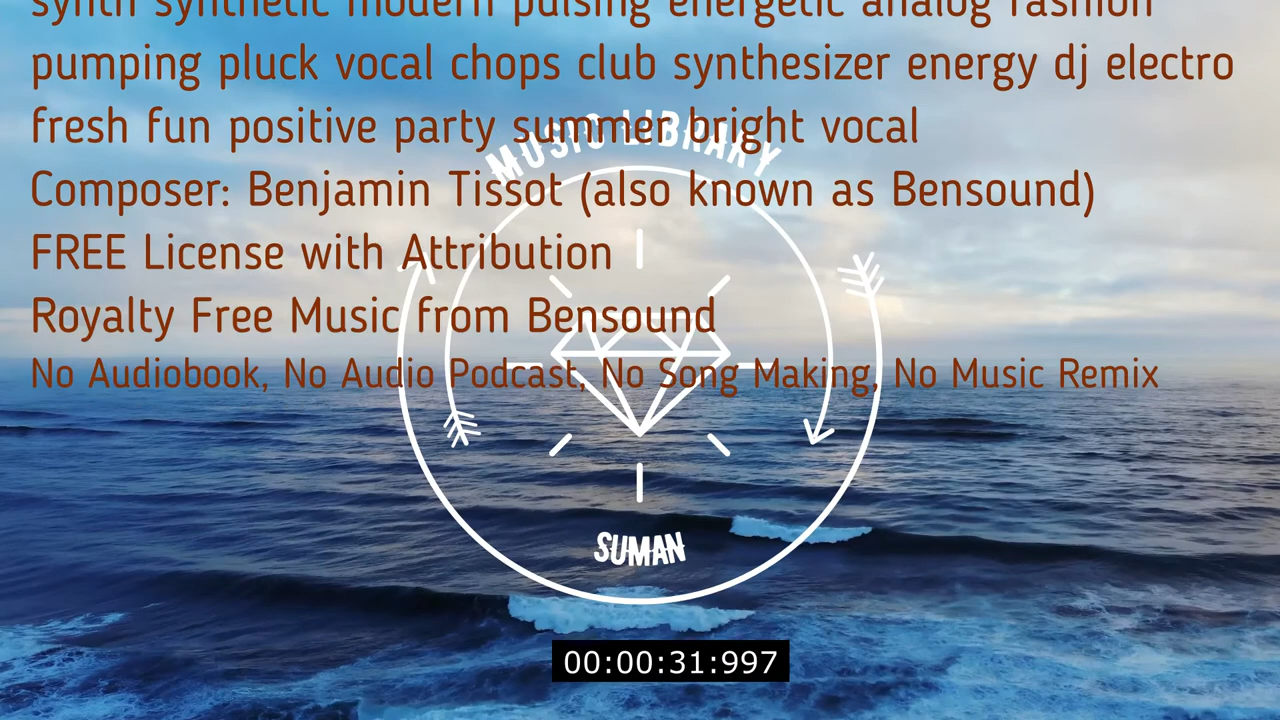 synth synthetic modern pulsing energetic analog fashion
pumping pluck vocal chops club synthesizer energy dj electro
fresh fun positive party summer bright vocal
MUSIC LIBRARY
Composer: Benjamin Tissot (also known as Bensound)
FREE License with Attribution
Royalty Free Music from Bensound
No Audiobook, No Audio Podcast, No Song Making, No Music Remix
SUMAN
00:00:31:997